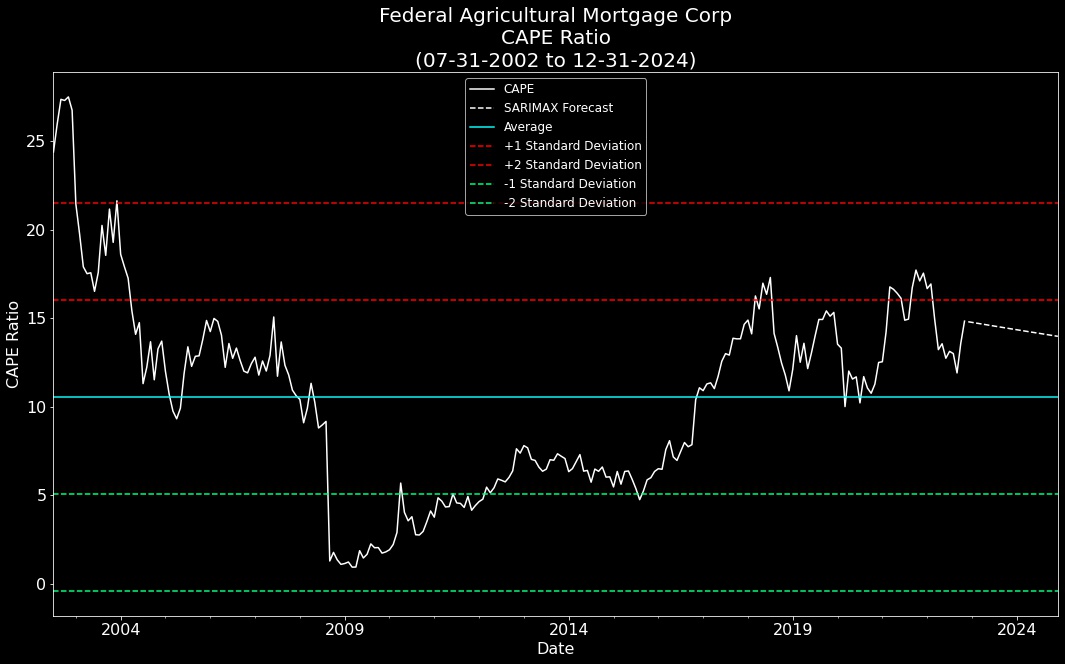 Federal Agricultural Mortgage Corp
CAPE Ratio
(07-31-2002 to 12-31-2024)
CAPE
SARIMAX Forecast
Average
+1 Standard Deviation
+2 Standard Deviation
-1 Standard Deviation
-2 Standard Deviation
CAPE Ratio
25
20
15
10
5
0
2004 2009 2014 2019 2024
Date